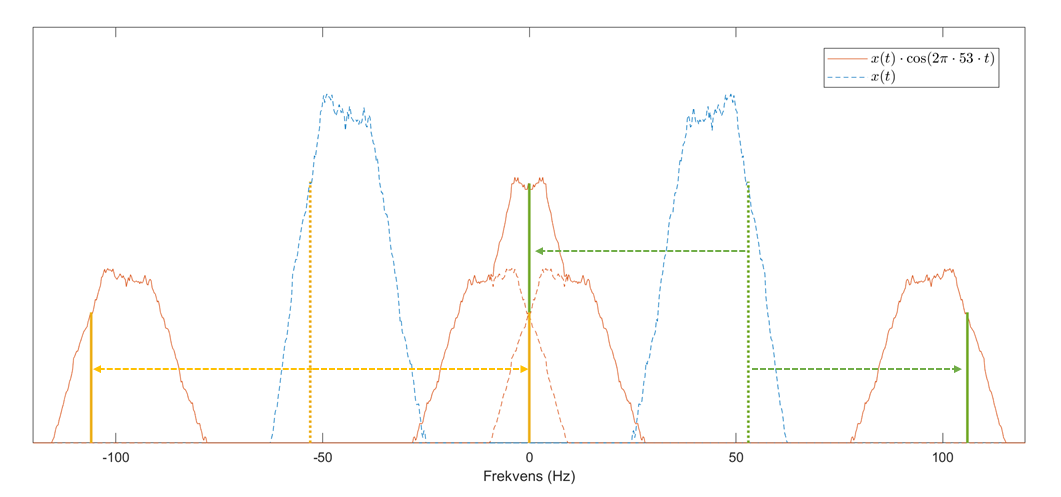 x(t) · cos(2π · 53 · t)
x(t)
-100 -50 0 50 100
Frekvens (Hz)